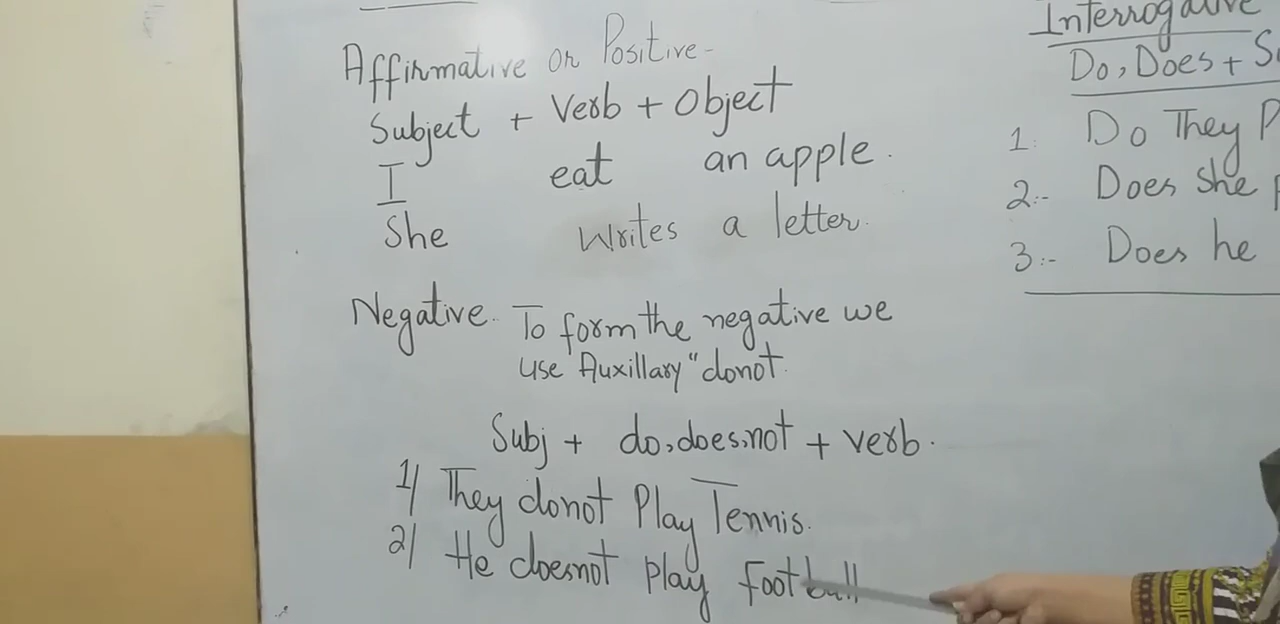 Affirmative or Positive-
Subject + Verb + Object
I eat an apple.
She writes a letter.
Negative. To form the negative we
use "Auxillary" donot.
Subj + do, does, not + verb.
1) They donot Play Tennis.
2) He doesnot play football
Interrogative
Do, Does +
1. Do They
2:- Does She
3:- Does he